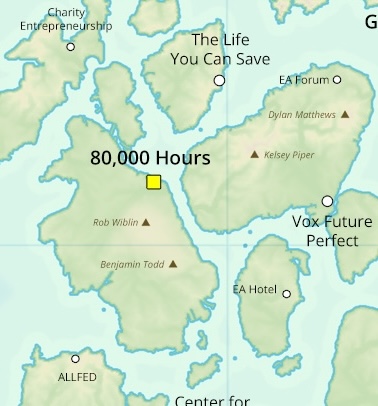 Charity
Entrepreneurship
G
The Life
You Can Save
EA Forum
Dylan Matthews
80,000 Hours
Kelsey Piper
Rob Wiblin
Vox Future
Perfect
Benjamin Todd
EA Hotel
ALLFED
Center for